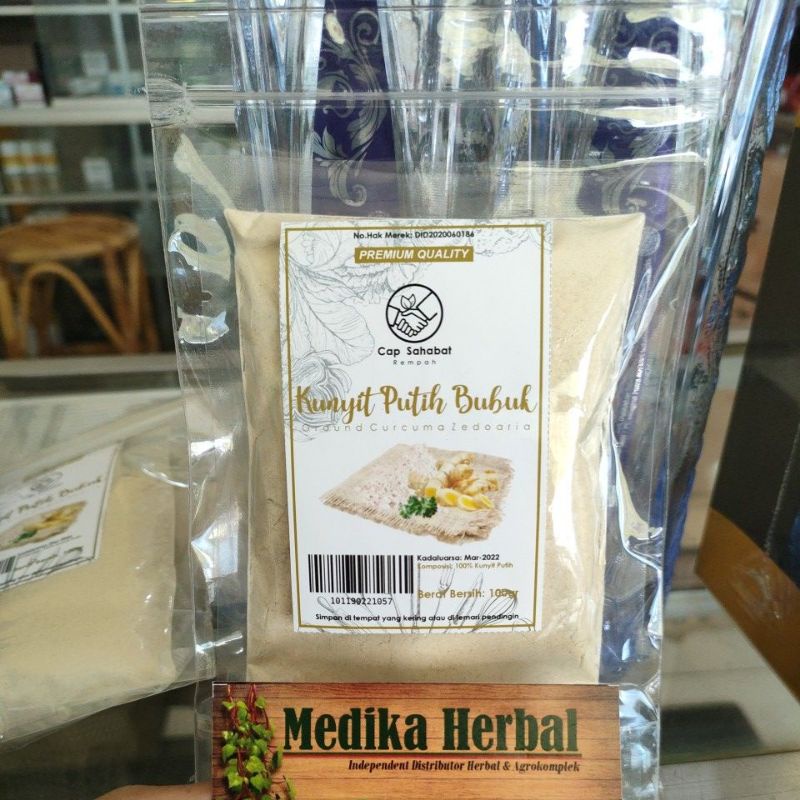 No.Hak Merek: DID2020060186
PREMIUM QUALITY
Cap Sahabat
Rempah
Kunyit Putih Bubuk
Ground Curcuma Zedoaria
Kadaluarsa: Mar-2022
Komposisi: 100% Kunyit Putih
101190221057
Berat Bersih: 100gr
Simpan di tempat yang kering atau di lemari pendingin
Putih Bubuk
Medika Herbal
Independent Distributor Herbal & Agrokomplek